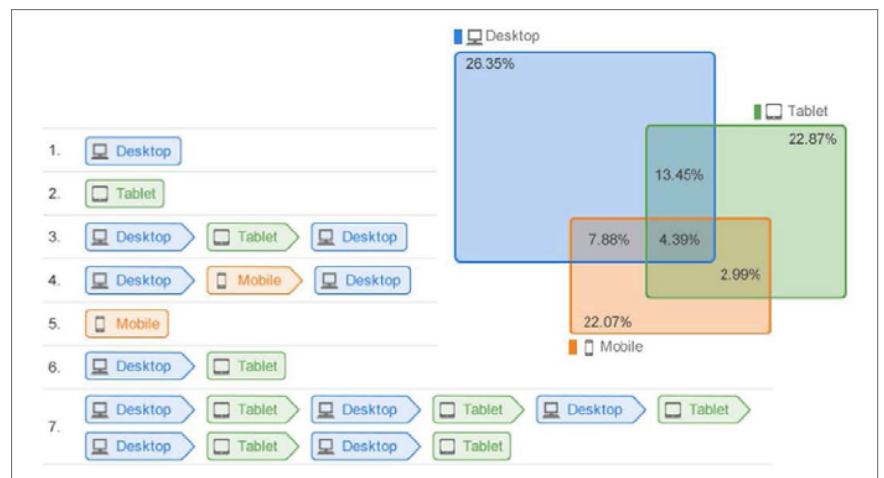 Desktop
26.35%
Tablet
22.87%
13.45%
7.88% 4.39%
2.99%
22.07%
Mobile
1. Desktop
2. Tablet
3. Desktop Tablet Desktop
4. Desktop Mobile Desktop
5. Mobile
6. Desktop Tablet
7. Desktop Tablet Desktop Tablet Desktop Tablet
Desktop Tablet Desktop Tablet